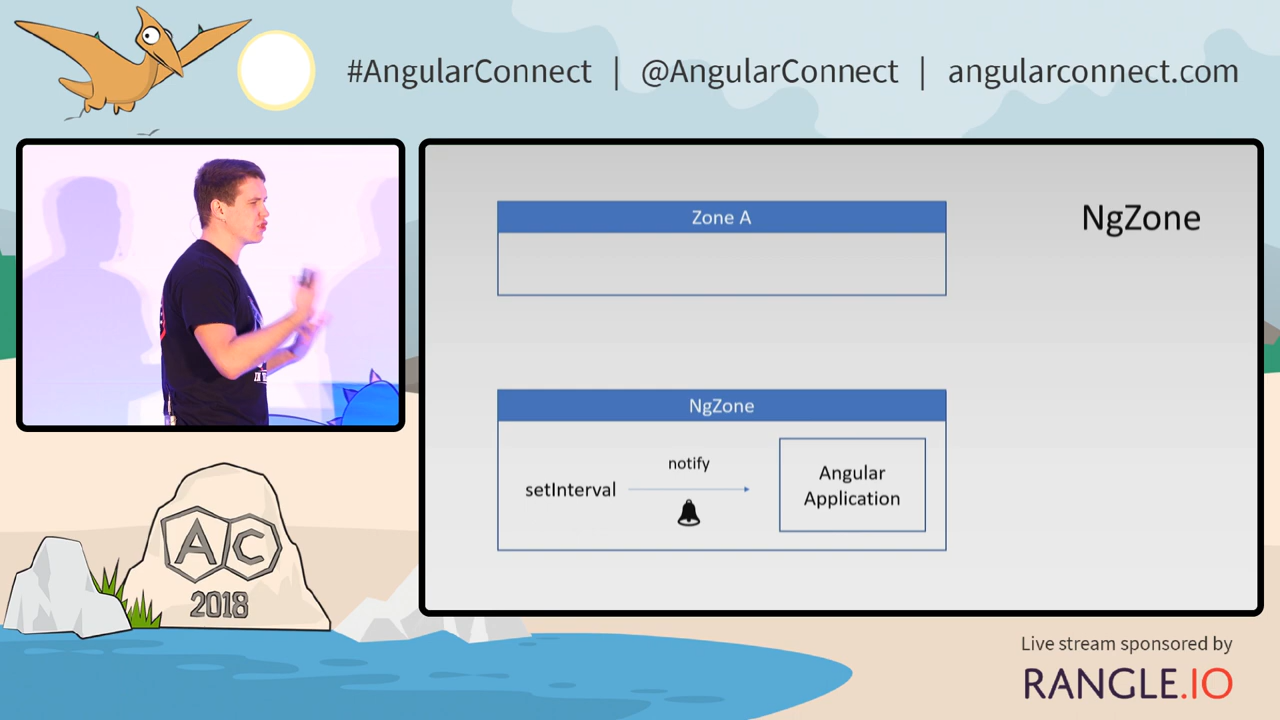 #AngularConnect | @AngularConnect | angularconnect.com
NgZone
Zone A
NgZone
notify
setInterval
Angular
Application
AC
2018
Live stream sponsored by
RANGLE.IO